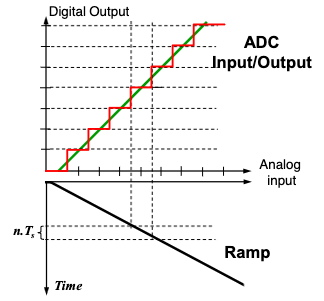 Digital Output
ADC
Input/Output
Analog
input
n.Ts
Ramp
Time